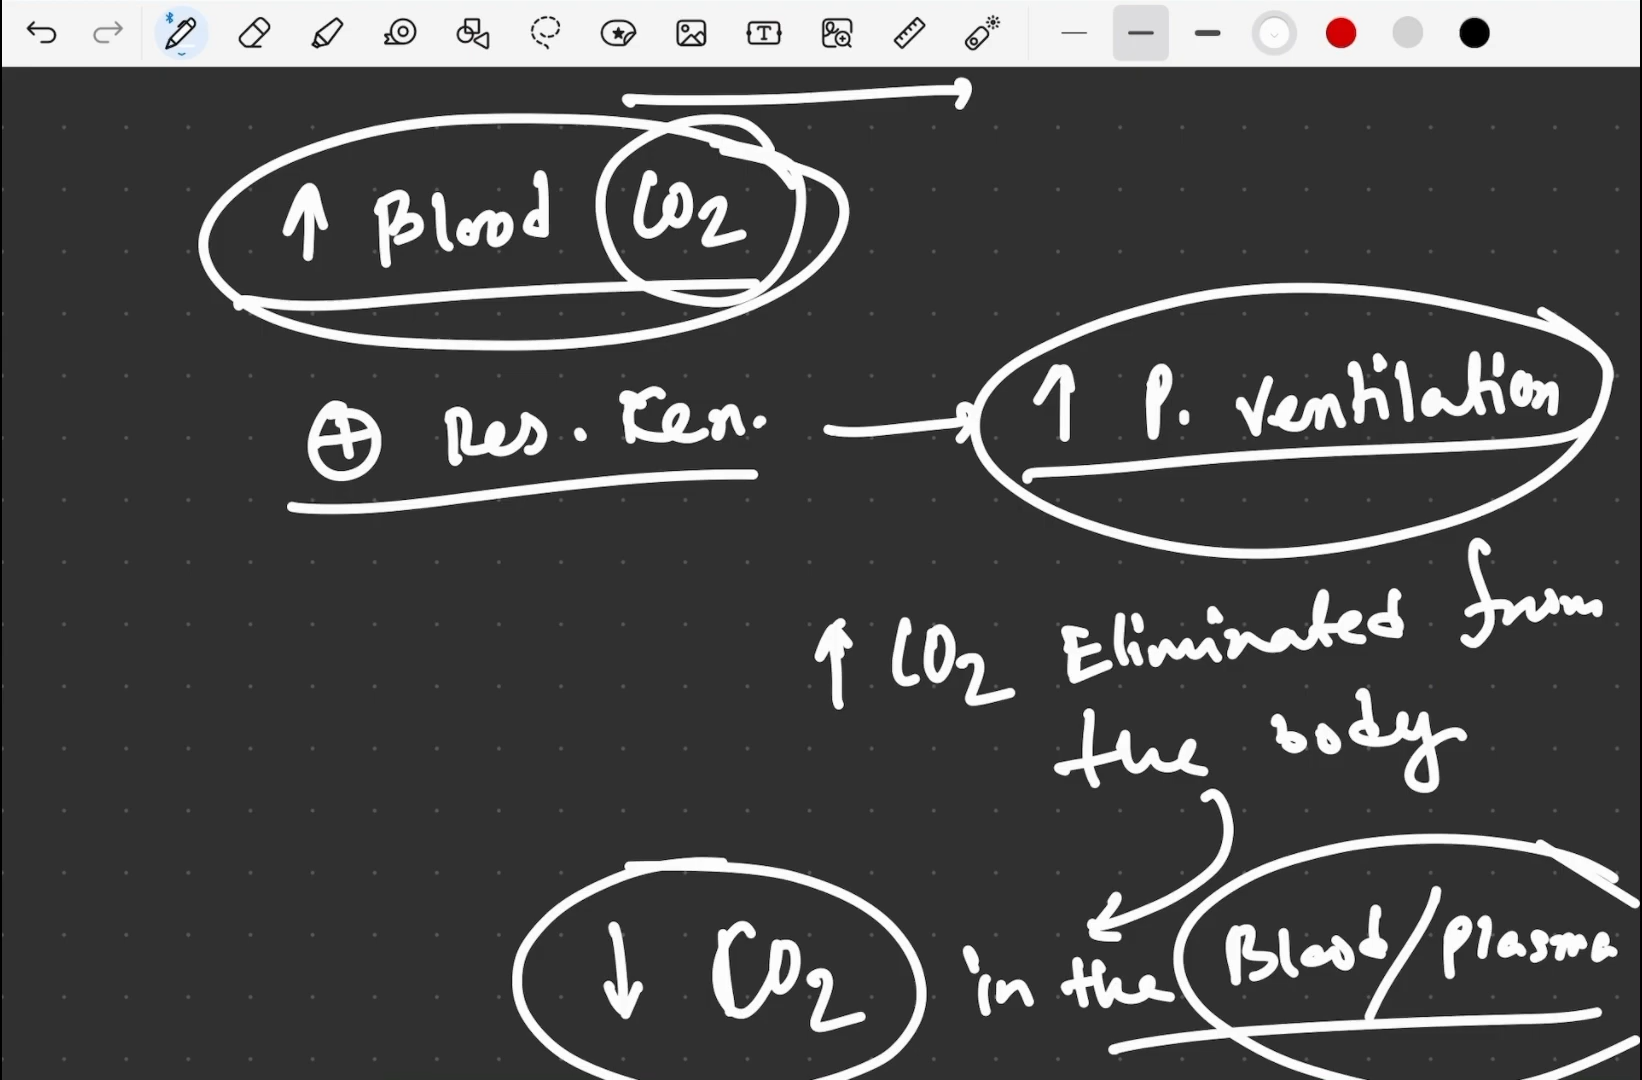 ↑ Blood CO2
⊕ Res. Cen. → ↑ P. Ventilation
↑ CO2 Eliminated from
the body
↓ CO2 in the Blood/Plasma